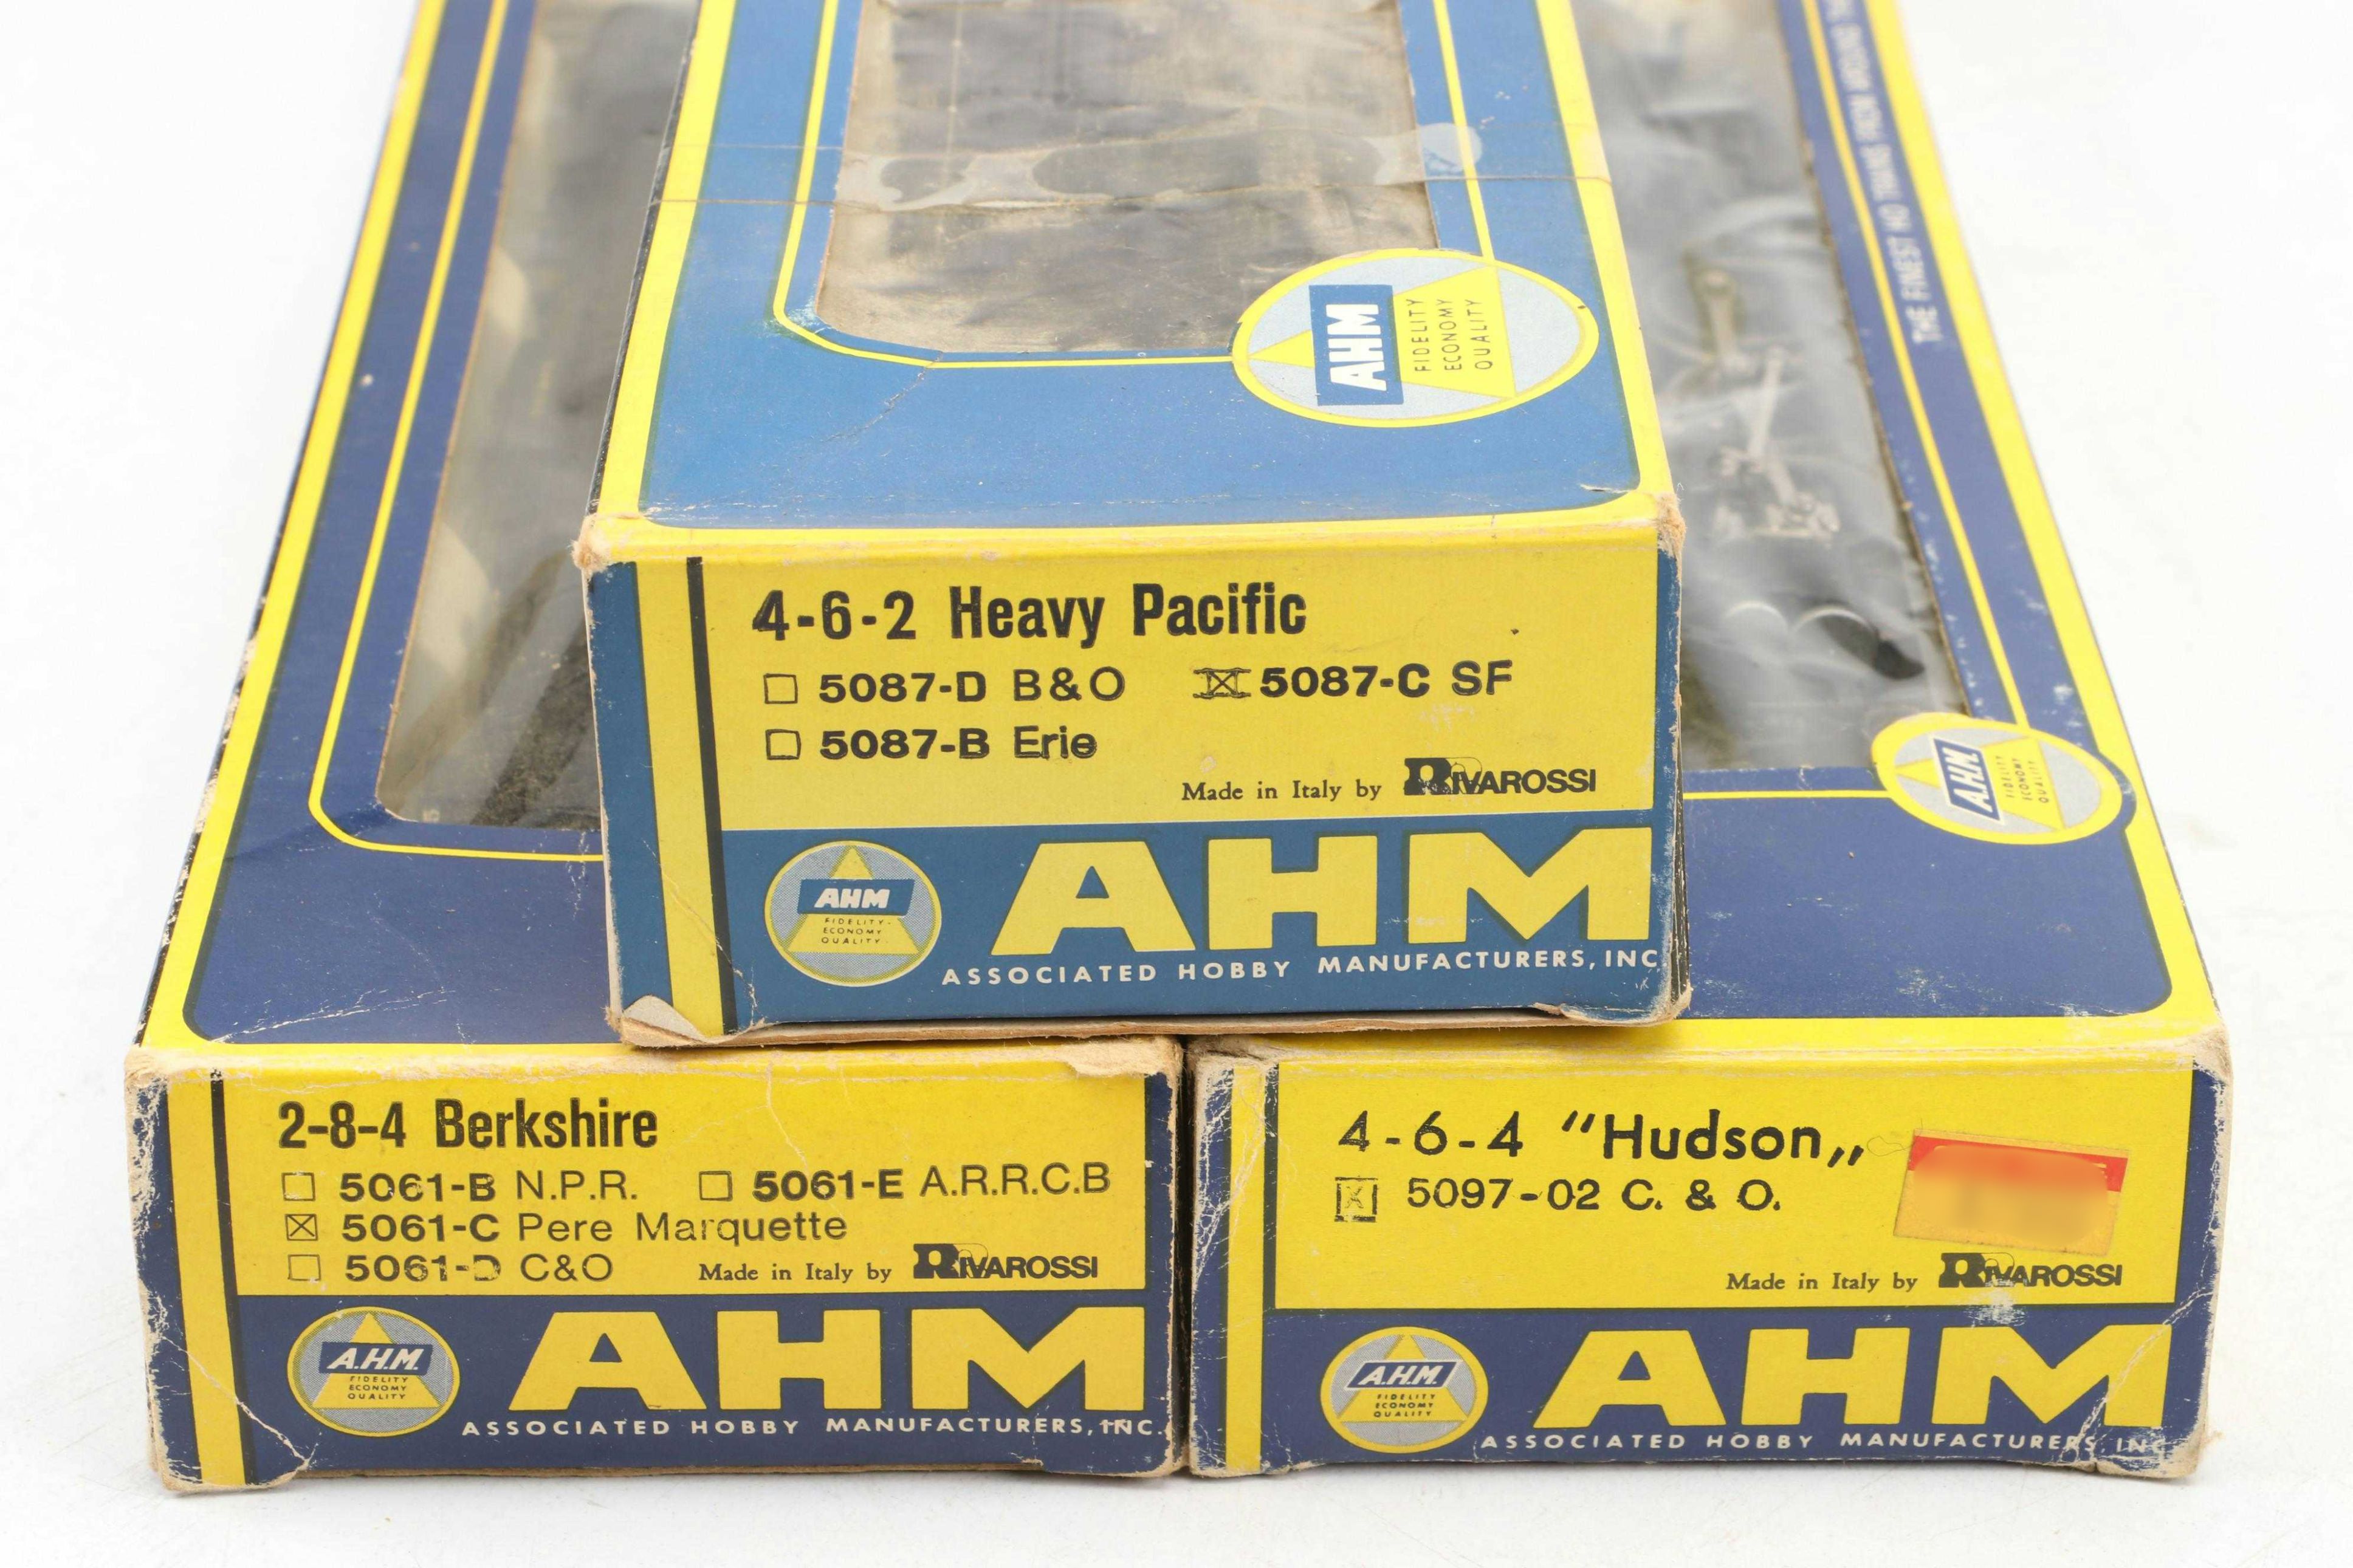 THE FINEST HO TRAINS FROM AROUND
AHM
FIDELITY
ECONOMY
QUALITY
4-6-2 Heavy Pacific
☐ 5087-D B&O ☒ 5087-C SF
☐ 5087-B Erie
Made in Italy by RIVAROSSI
AHM
FIDELITY-
ECONOMY
QUALITY-
AHM
ASSOCIATED HOBBY MANUFACTURERS, INC.
A.H.M.
FIDELITY
ECONOMY
QUALITY
2-8-4 Berkshire
☐ 5061-B N.P.R. ☐ 5061-E A.R.R.C.B
☒ 5061-C Pere Marquette
☐ 5061-D C&O
Made in Italy by RIVAROSSI
A.H.M.
FIDELITY
ECONOMY
QUALITY
AHM
ASSOCIATED HOBBY MANUFACTURERS, INC.
4-6-4 "Hudson„
☒ 5097-02 C. & O.
Made in Italy by RIVAROSSI
A.H.M.
FIDELITY
ECONOMY
QUALITY
AHM
ASSOCIATED HOBBY MANUFACTURERS, INC.